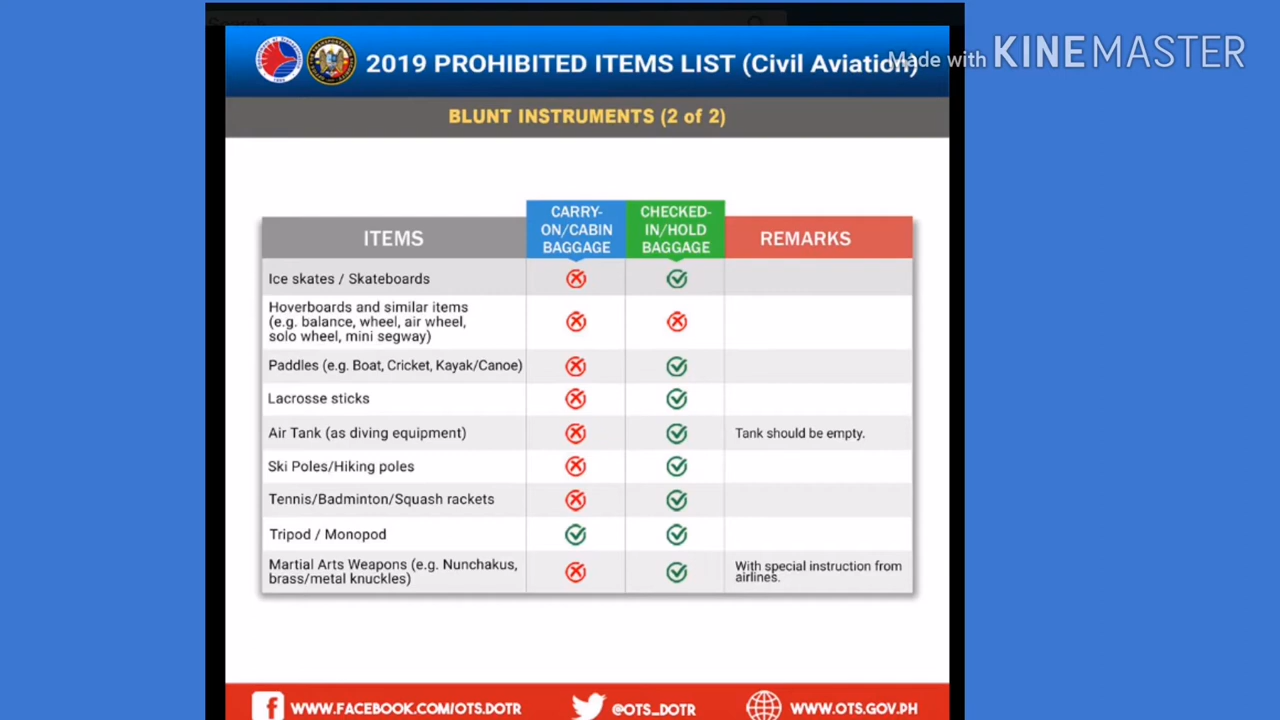 Made with KINEMASTER
2019 PROHIBITED ITEMS LIST (Civil Aviation)
BLUNT INSTRUMENTS (2 of 2)
ITEMS
CARRY-
ON/CABIN
BAGGAGE
CHECKED-
IN/HOLD
BAGGAGE
REMARKS
Ice skates / Skateboards
Hoverboards and similar items
(e.g. balance, wheel, air wheel,
solo wheel, mini segway)
Paddles (e.g. Boat, Cricket, Kayak/Canoe)
Lacrosse sticks
Air Tank (as diving equipment)
Tank should be empty.
Ski Poles/Hiking poles
Tennis/Badminton/Squash rackets
Tripod / Monopod
Martial Arts Weapons (e.g. Nunchakus,
brass/metal knuckles)
With special instruction from
airlines.
WWW.FACEBOOK.COM/OTS.DOTR
@OTS_DOTR
WWW.OTS.GOV.PH